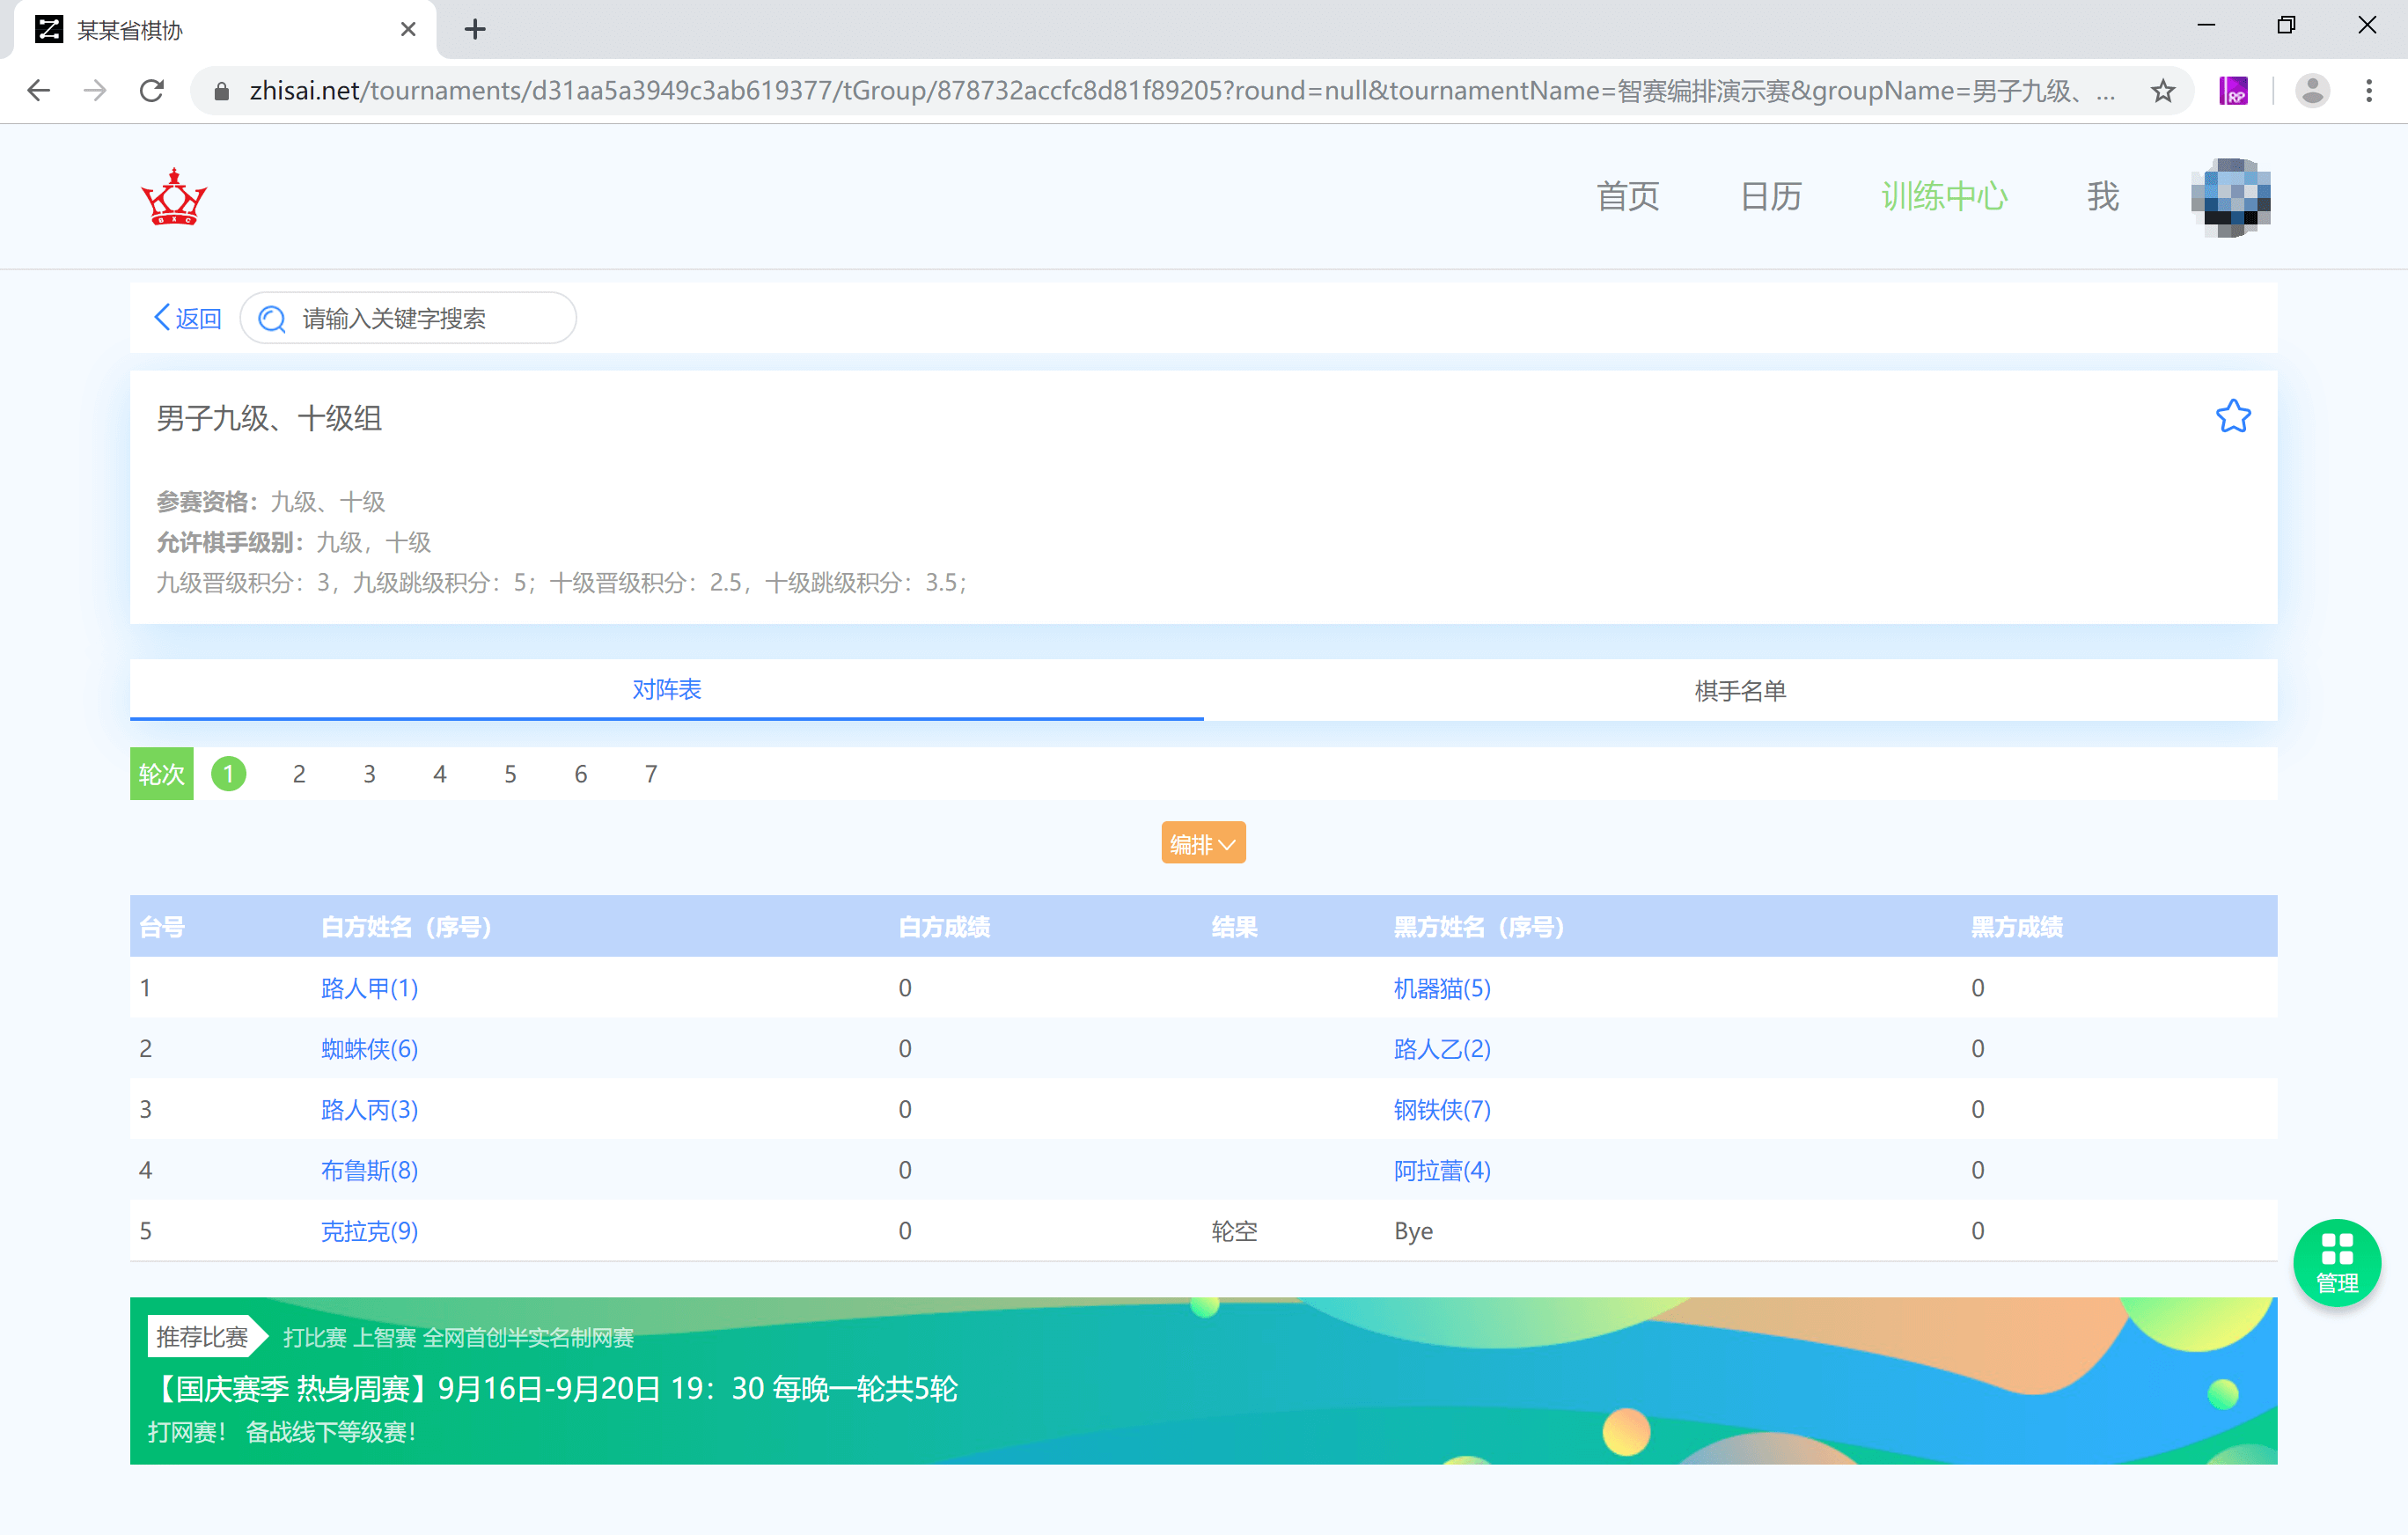 某某省棋协
zhisai.net/tournaments/d31aa5a3949c3ab619377/tGroup/878732accfc8d81f89205?round=null&tournamentName=智赛编排演示赛&groupName=男子九级、...
RP
BXC
首页 日历 训练中心 我
返回 请输入关键字搜索
男子九级、十级组
参赛资格：九级、十级
允许棋手级别：九级，十级
九级晋级积分：3，九级跳级积分：5；十级晋级积分：2.5，十级跳级积分：3.5；
对阵表 棋手名单
轮次 1 2 3 4 5 6 7
编排
台号 白方姓名（序号） 白方成绩 结果 黑方姓名（序号） 黑方成绩
1 路人甲(1) 0 机器猫(5) 0
2 蜘蛛侠(6) 0 路人乙(2) 0
3 路人丙(3) 0 钢铁侠(7) 0
4 布鲁斯(8) 0 阿拉蕾(4) 0
5 克拉克(9) 0 轮空 Bye 0
管理
推荐比赛 打比赛 上智赛 全网首创半实名制网赛
【国庆赛季 热身周赛】9月16日-9月20日 19：30 每晚一轮共5轮
打网赛！ 备战线下等级赛！